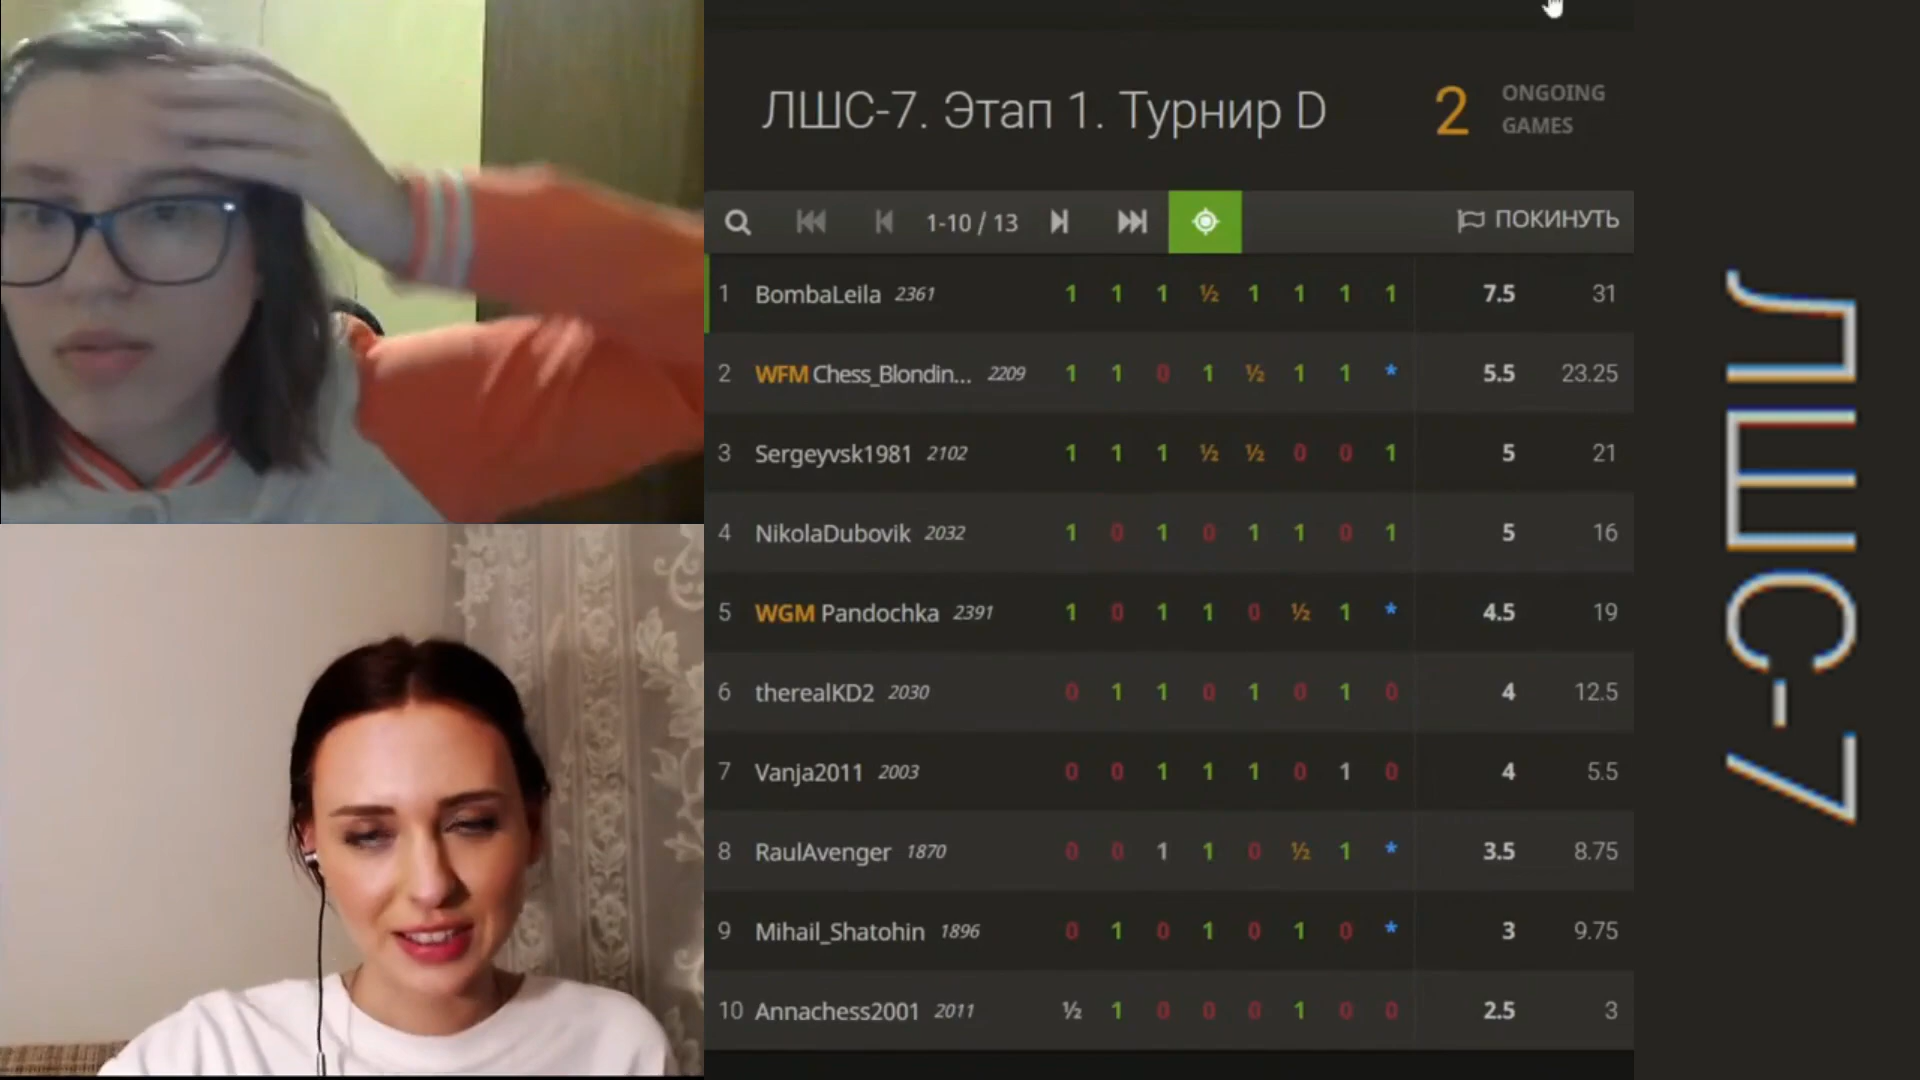 ЛШС-7. Этап 1. Турнир D
2 ONGOING GAMES
1-10 / 13
ПОКИНУТЬ
1 BombaLeila 2361 1 1 1 ½ 1 1 1 1 7.5 31
2 WFM Chess_Blondin... 2209 1 1 0 1 ½ 1 1 * 5.5 23.25
3 Sergeyvsk1981 2102 1 1 1 ½ ½ 0 0 1 5 21
4 NikolaDubovik 2032 1 0 1 0 1 1 0 1 5 16
5 WGM Pandochka 2391 1 0 1 1 0 ½ 1 * 4.5 19
6 therealKD2 2030 0 1 1 0 1 0 1 0 4 12.5
7 Vanja2011 2003 0 0 1 1 1 0 1 0 4 5.5
8 RaulAvenger 1870 0 0 1 1 0 ½ 1 * 3.5 8.75
9 Mihail_Shatohin 1896 0 1 0 1 0 1 0 * 3 9.75
10 Annachess2001 2011 ½ 1 0 0 0 1 0 0 2.5 3
ЛШС-7